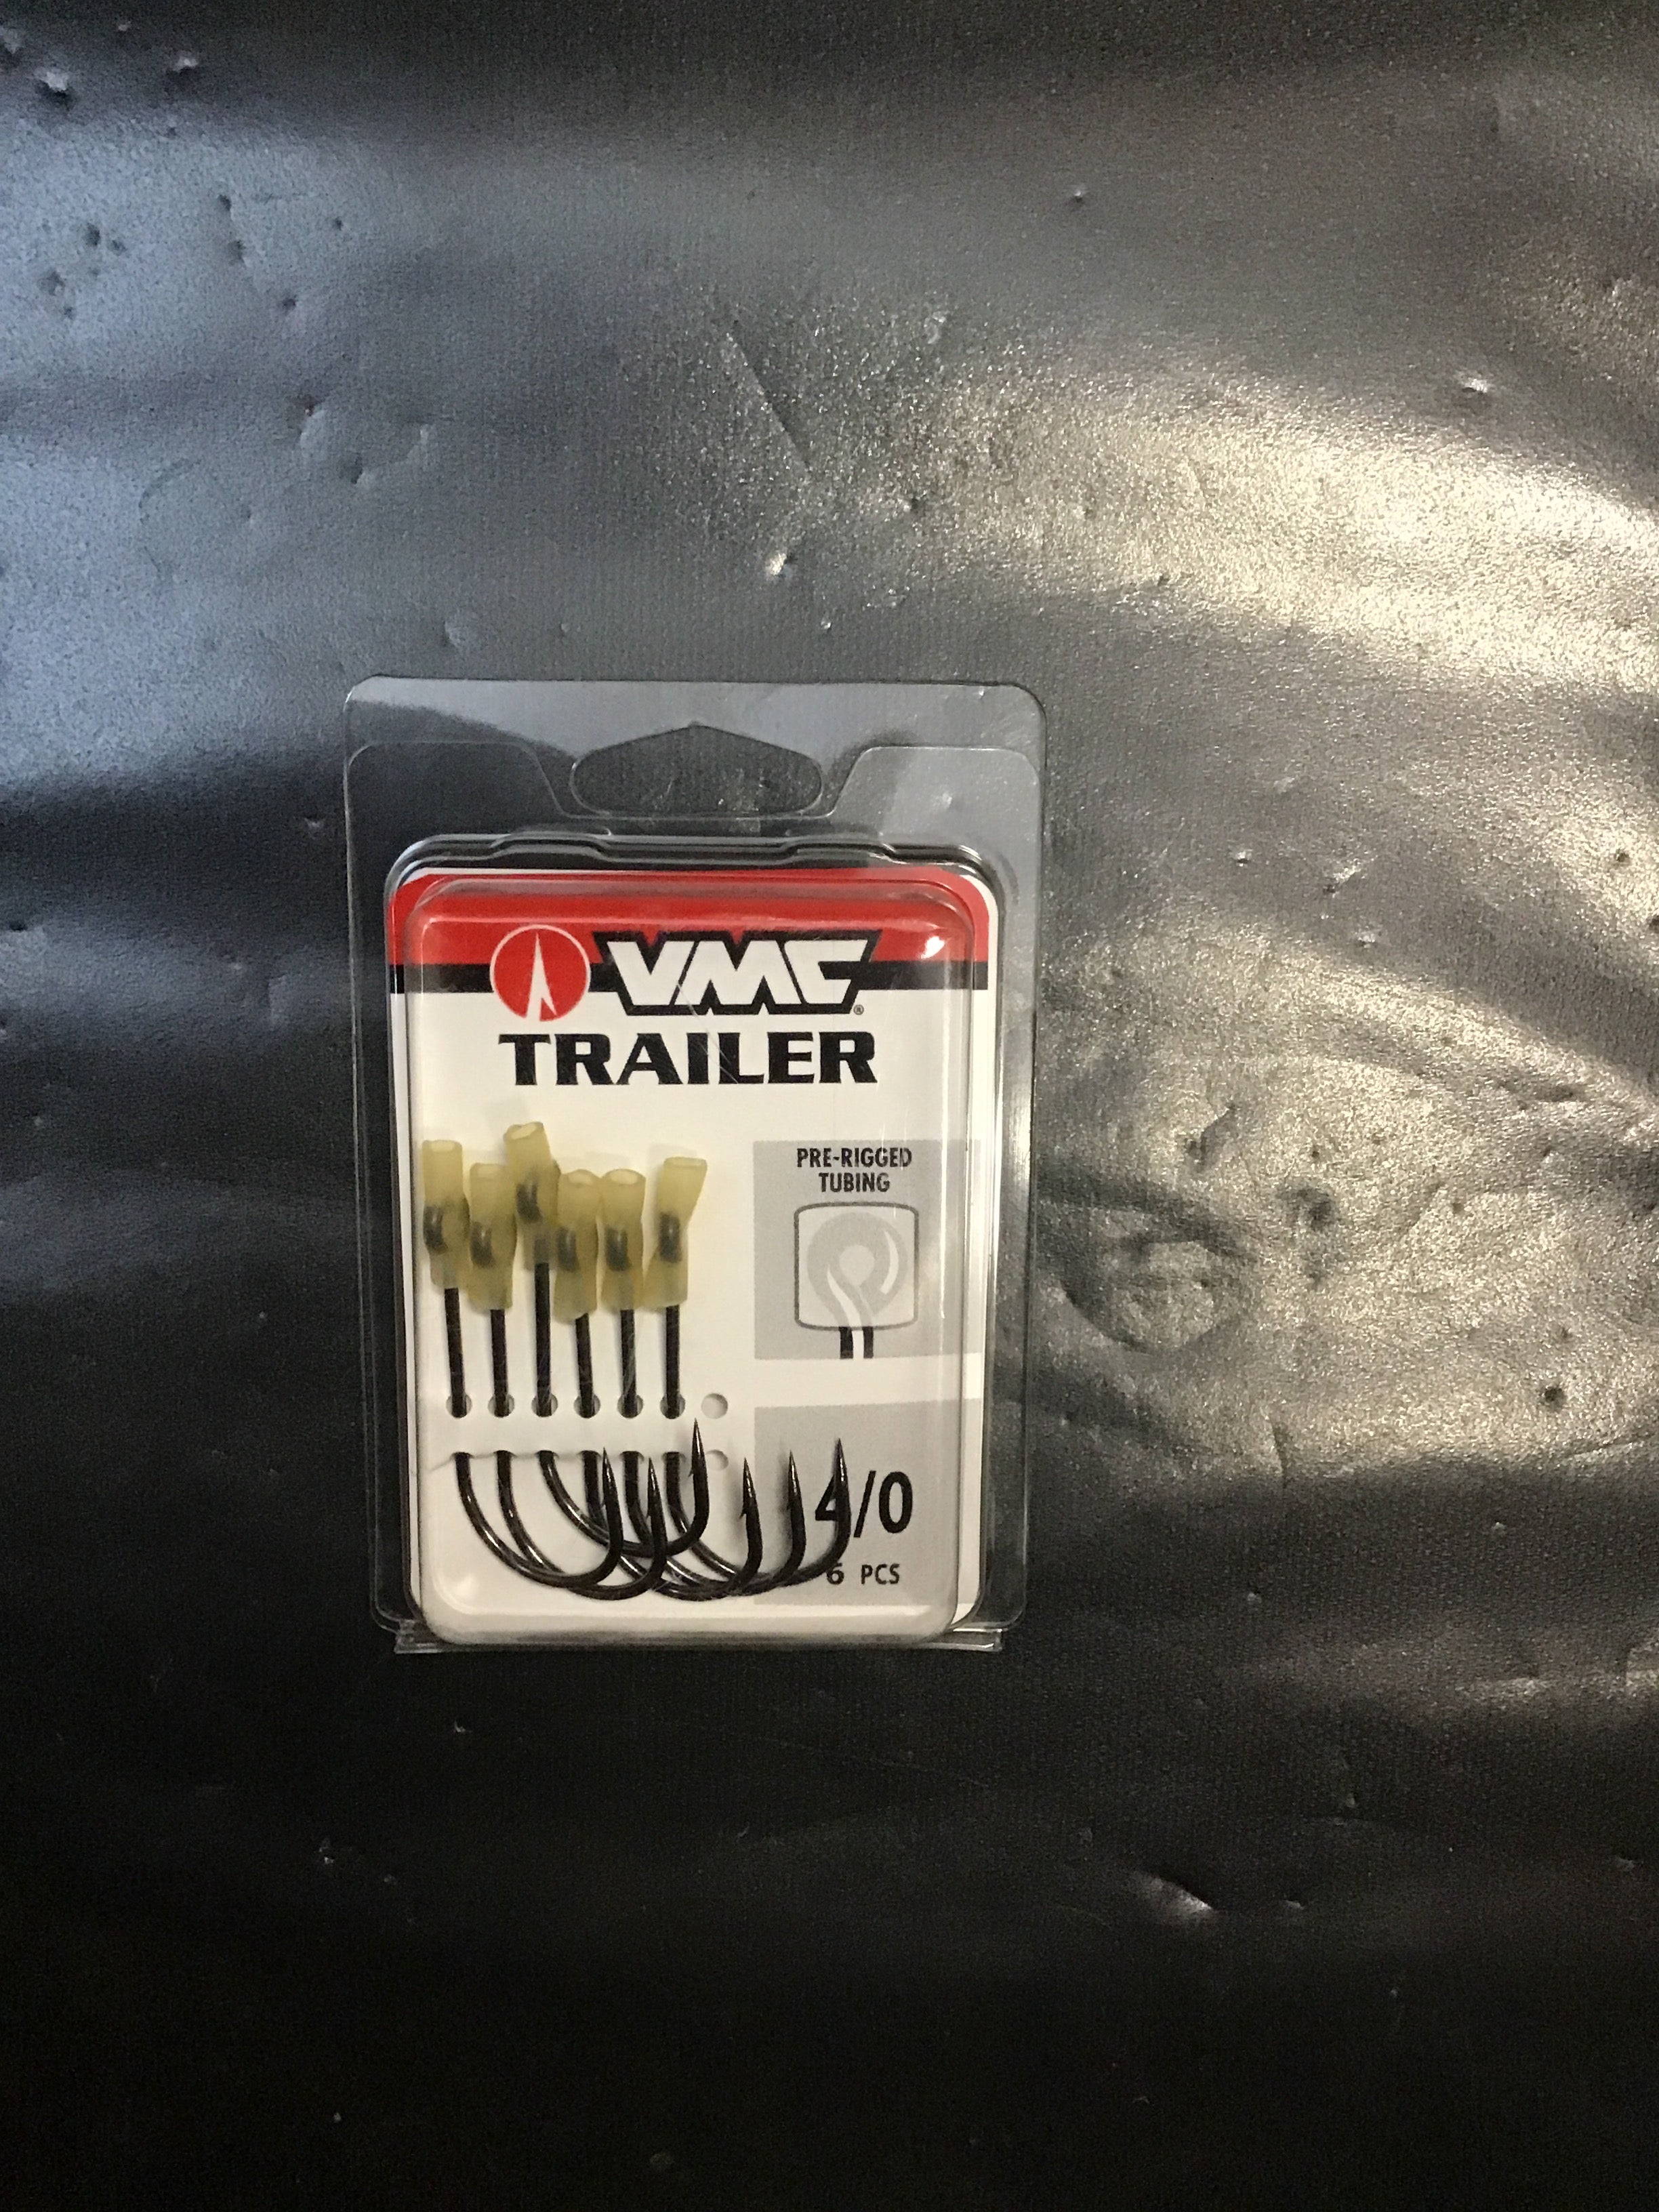 VMC®
TRAILER
PRE-RIGGED
TUBING
4/0
6 PCS